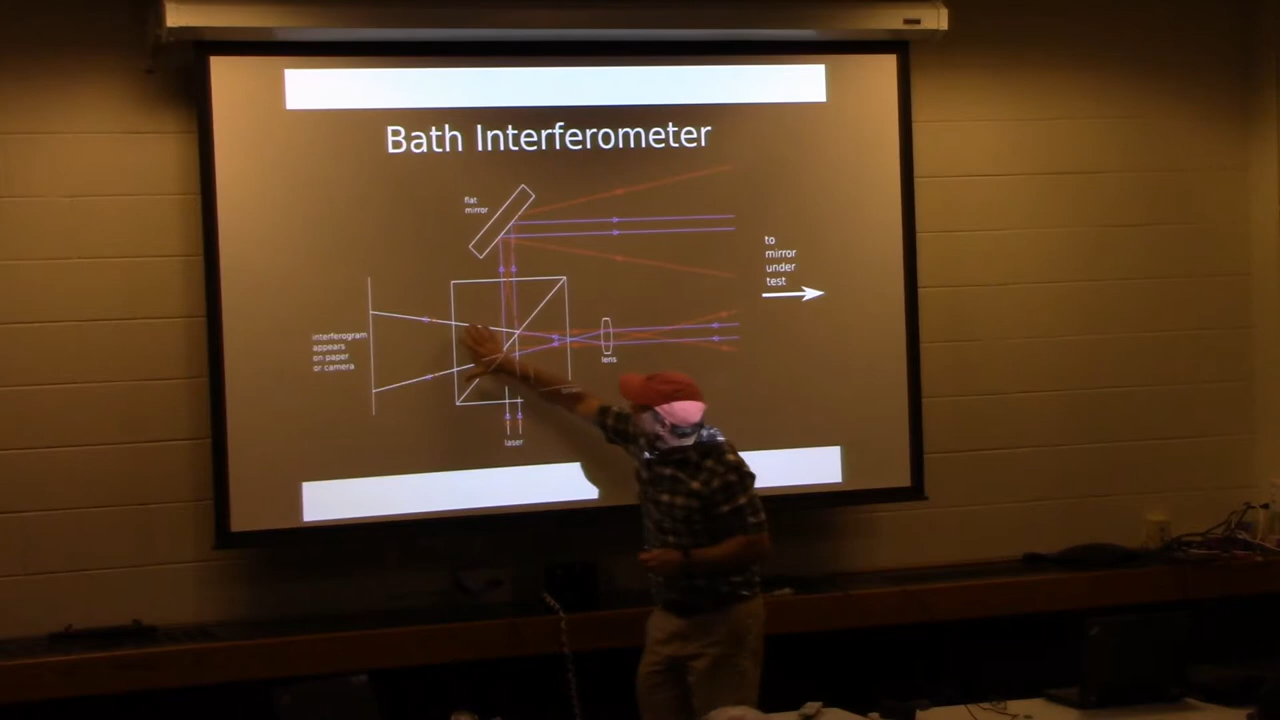 Bath Interferometer
flat
mirror
to
mirror
under
test
interferogram
appears
on paper
or camera
lens
laser